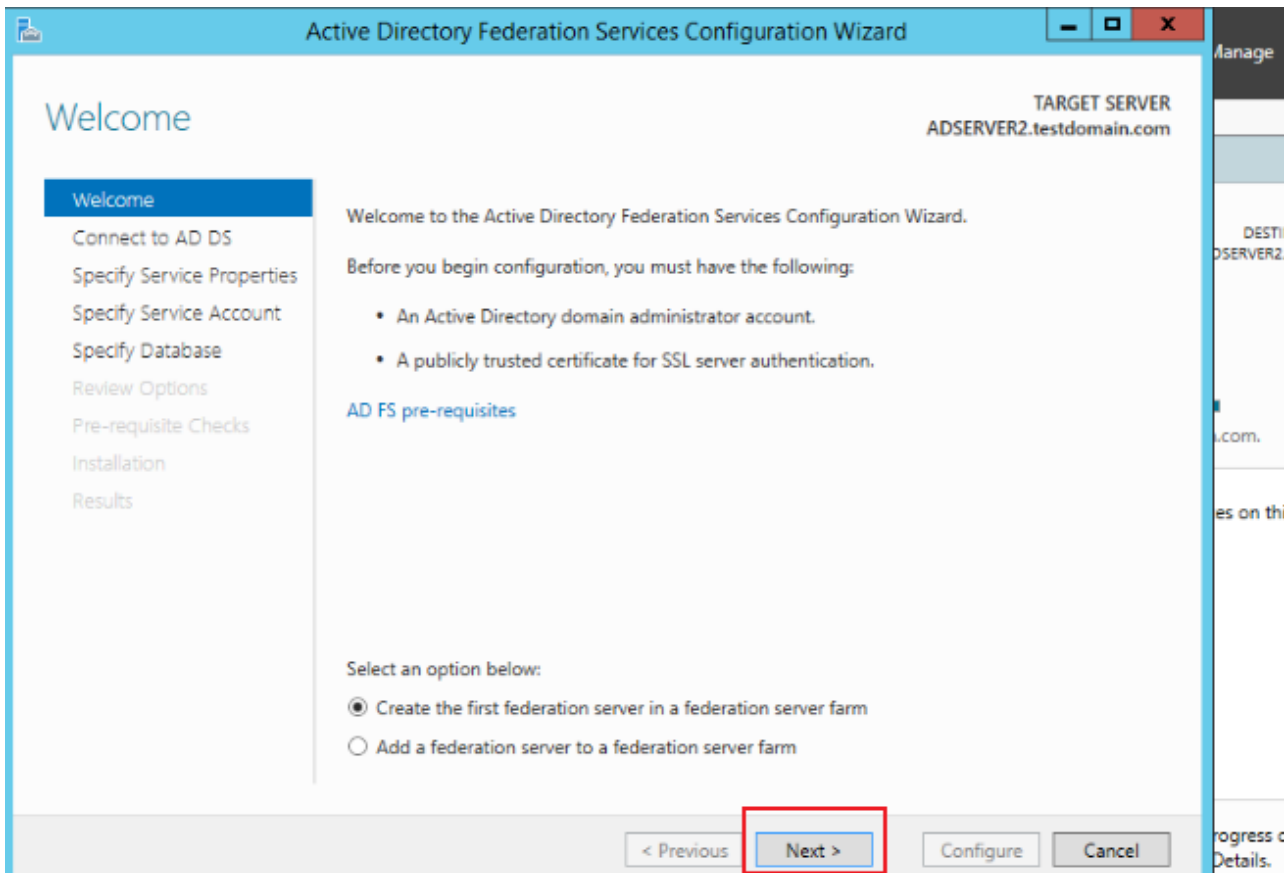 Active Directory Federation Services Configuration Wizard
Manage
Welcome
TARGET SERVER
ADSERVER2.testdomain.com
Welcome
Connect to AD DS
Specify Service Properties
Specify Service Account
Specify Database
Review Options
Pre-requisite Checks
Installation
Results
Welcome to the Active Directory Federation Services Configuration Wizard.
Before you begin configuration, you must have the following:
• An Active Directory domain administrator account.
• A publicly trusted certificate for SSL server authentication.
AD FS pre-requisites
Select an option below:
Create the first federation server in a federation server farm
Add a federation server to a federation server farm
< Previous
Next >
Configure
Cancel
.com.
es on thi
Details.